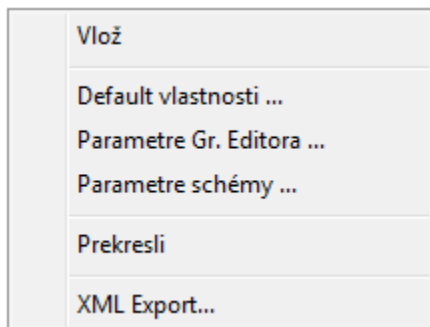 Vlož
Default vlastnosti ...
Parametre Gr. Editora ...
Parametre schémy ...
Prekresli
XML Export...